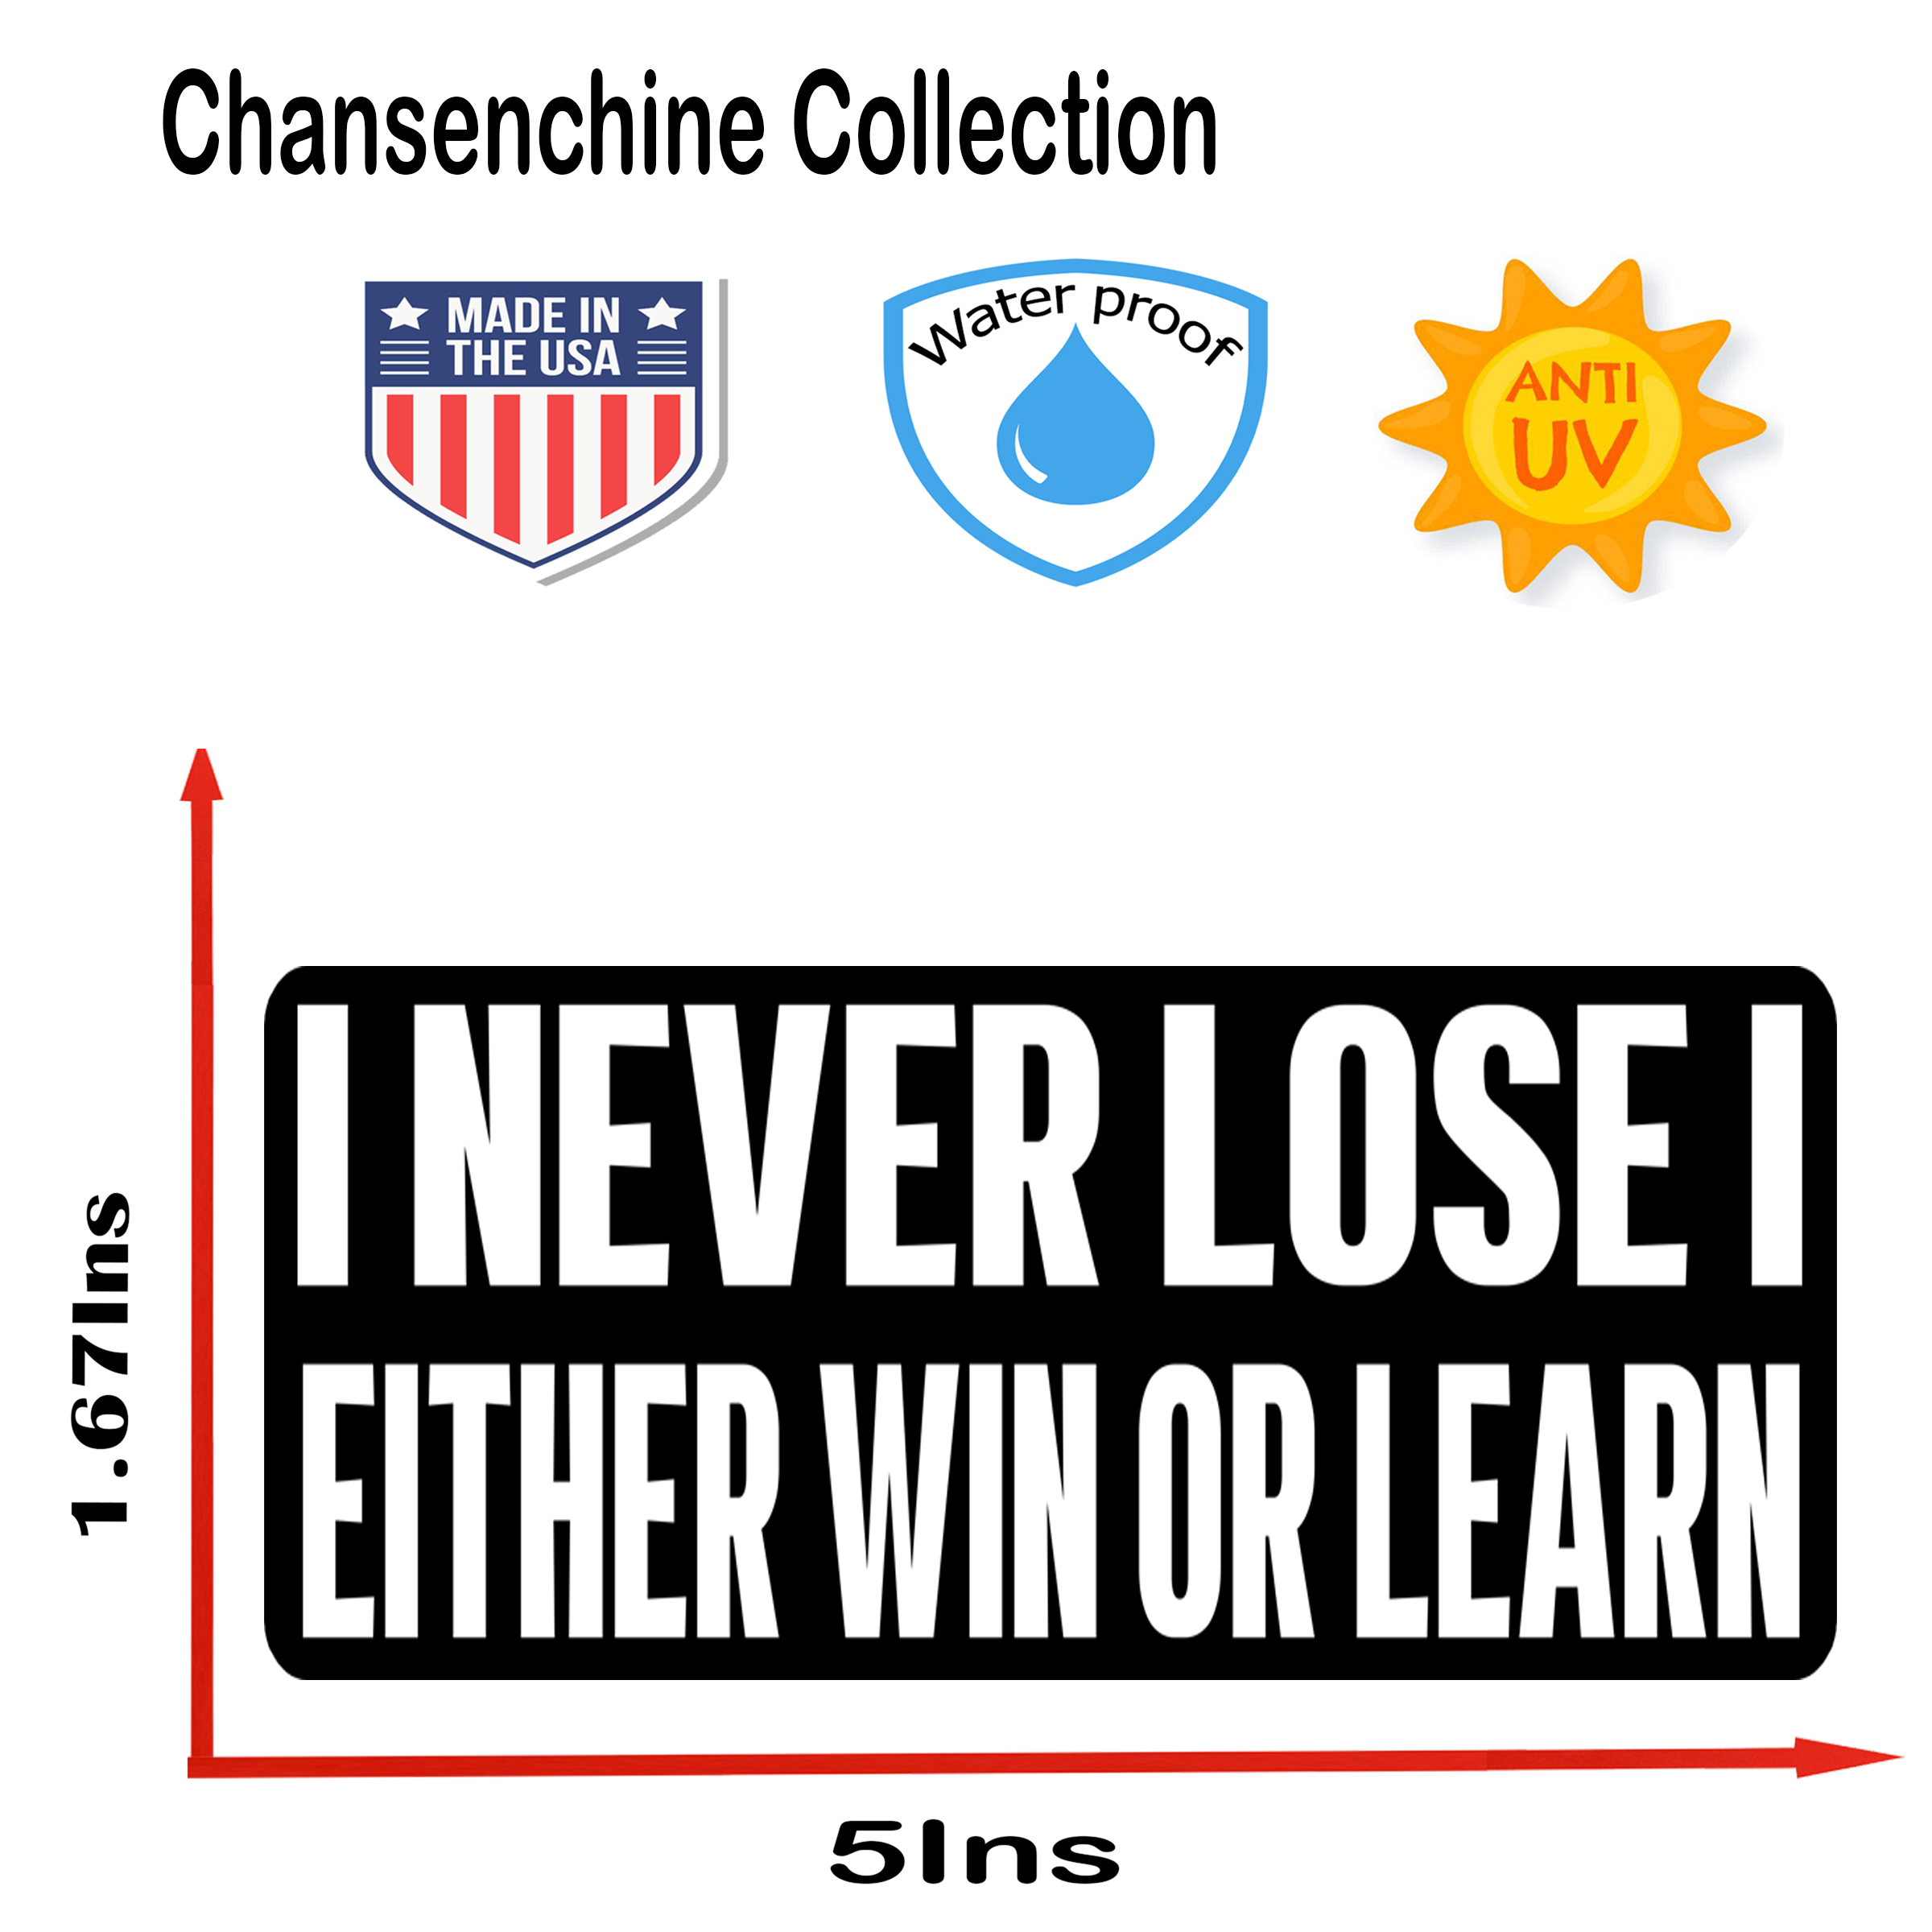 Chansenchine Collection
MADE IN
THE USA
Water proof
ANTI
UV
1.67Ins
I NEVER LOSE I
EITHER WIN OR LEARN
5Ins